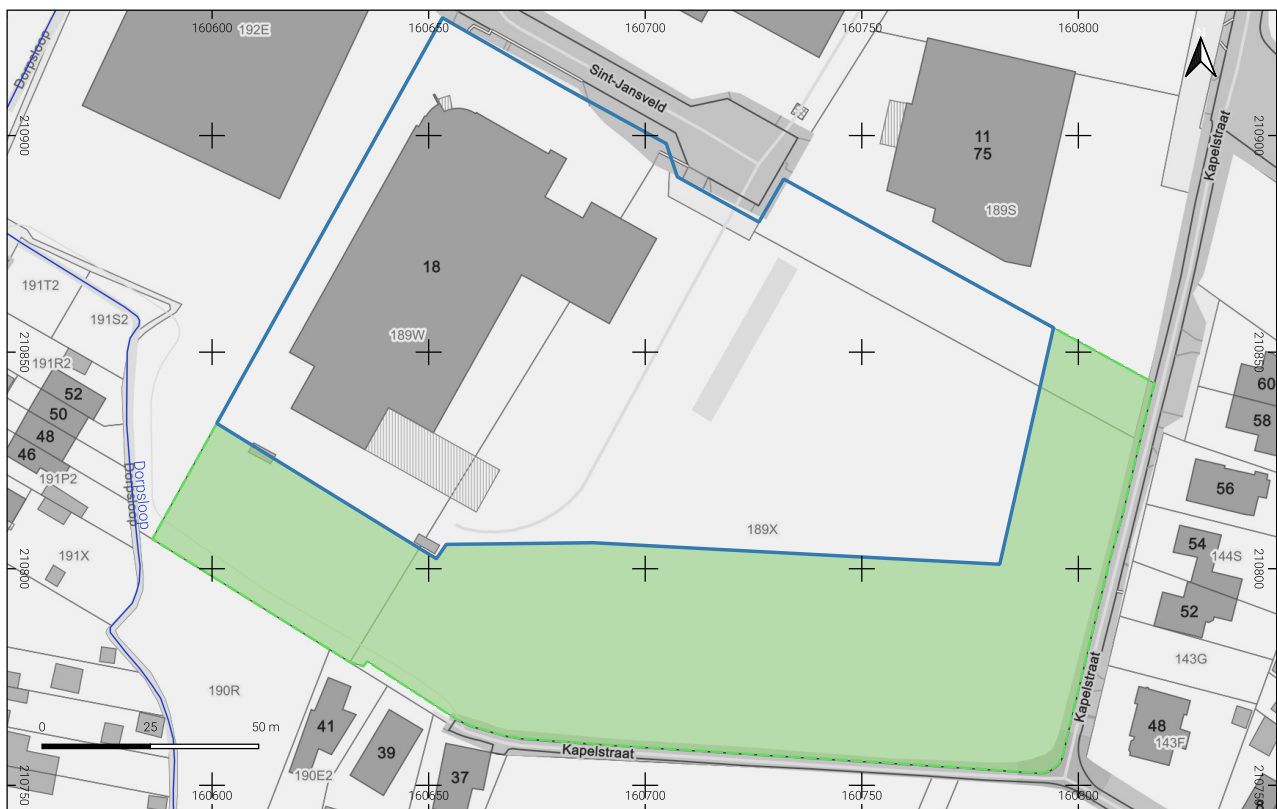 160600
160650
160700
160750
160800
192E
Dorpsloop
Sint-Jansveld
Kapelstraat
210900
210900
11
75
189S
18
191T2
191S2
189W
210850
210850
191R2
52
50
48
46
60
58
191P2
56
Dorpsloop
Dorpsloop
189X
54
144S
191X
210800
210800
52
143G
190R
Kapelstraat
0 25 50 m
41
39
37
Kapelstraat
48
143F
190E2
210750
160600
160650
160700
160750
160800